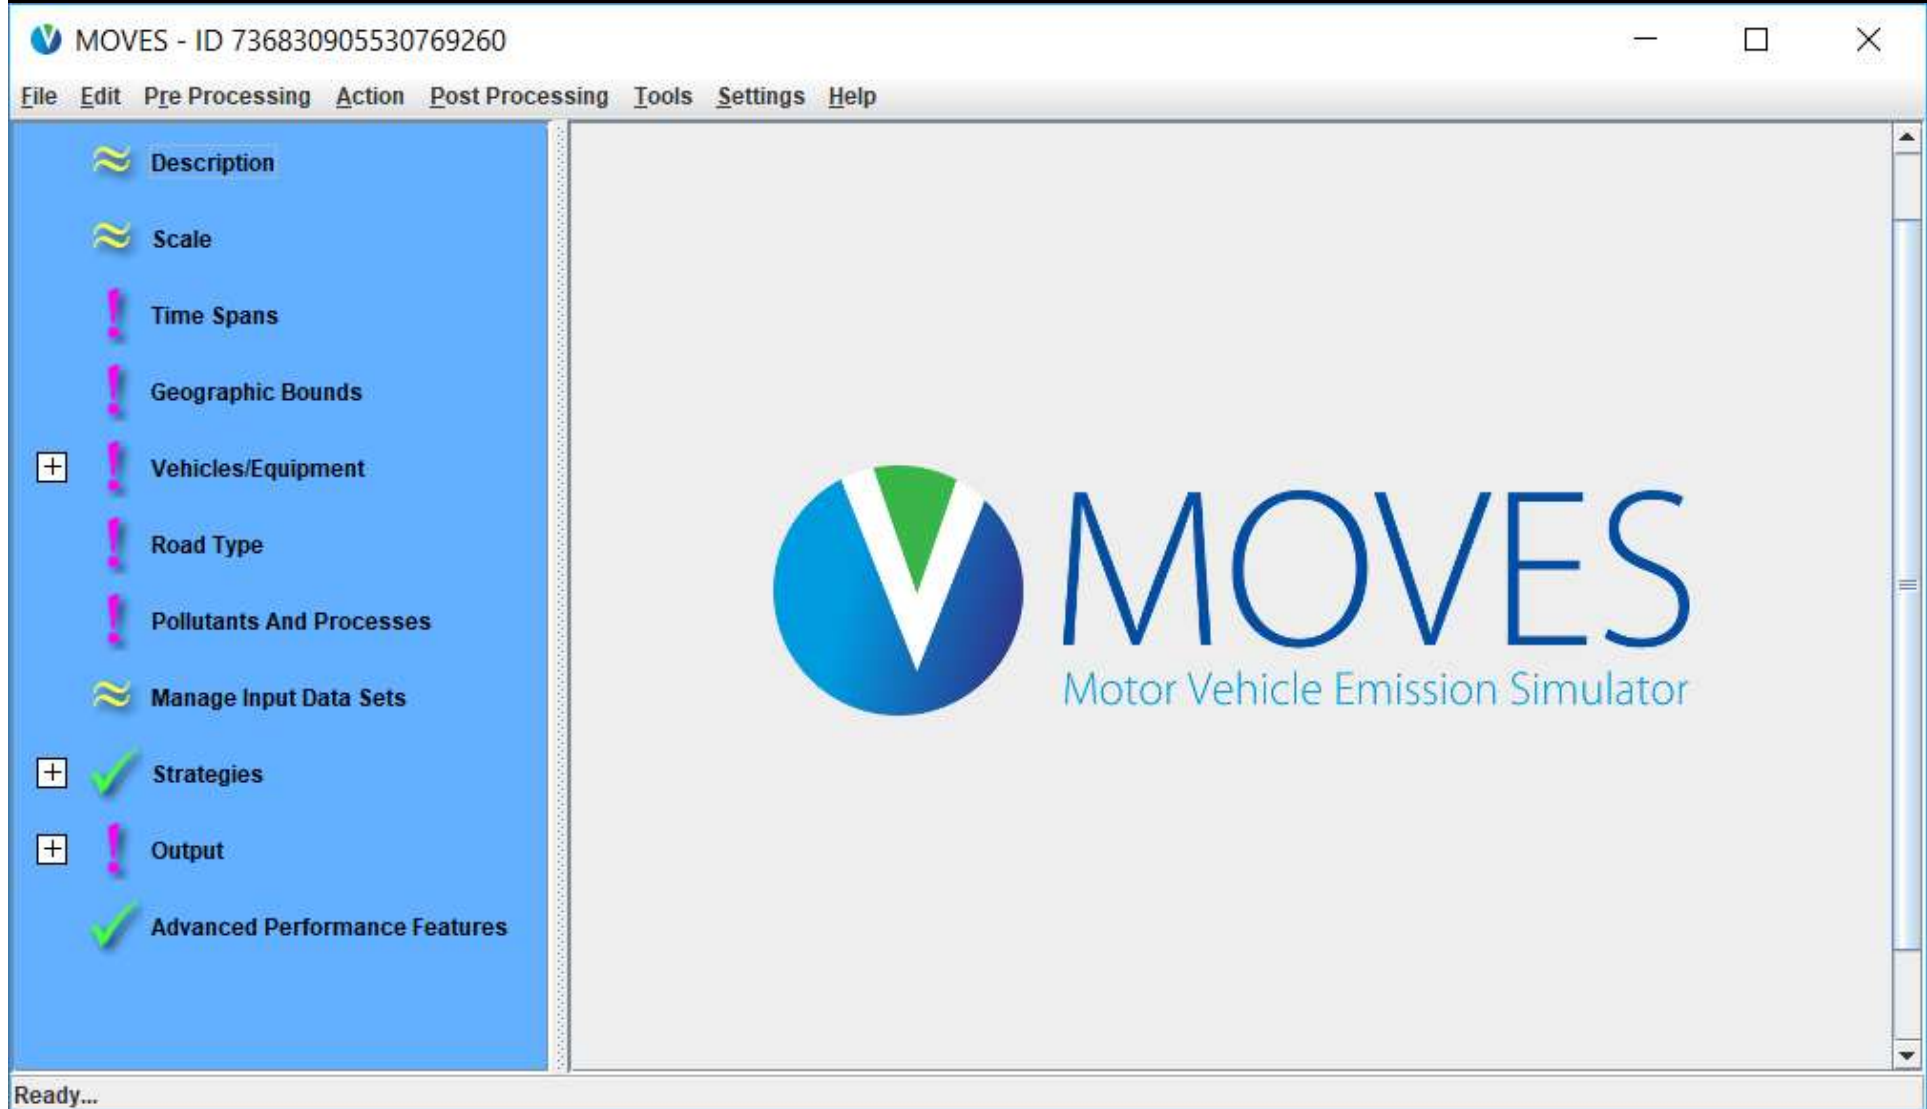 MOVES - ID 736830905530769260
File Edit Pre Processing Action Post Processing Tools Settings Help
Description
Scale
Time Spans
Geographic Bounds
Vehicles/Equipment
Road Type
Pollutants And Processes
Manage Input Data Sets
Strategies
Output
Advanced Performance Features
MOVES
Motor Vehicle Emission Simulator
Ready...